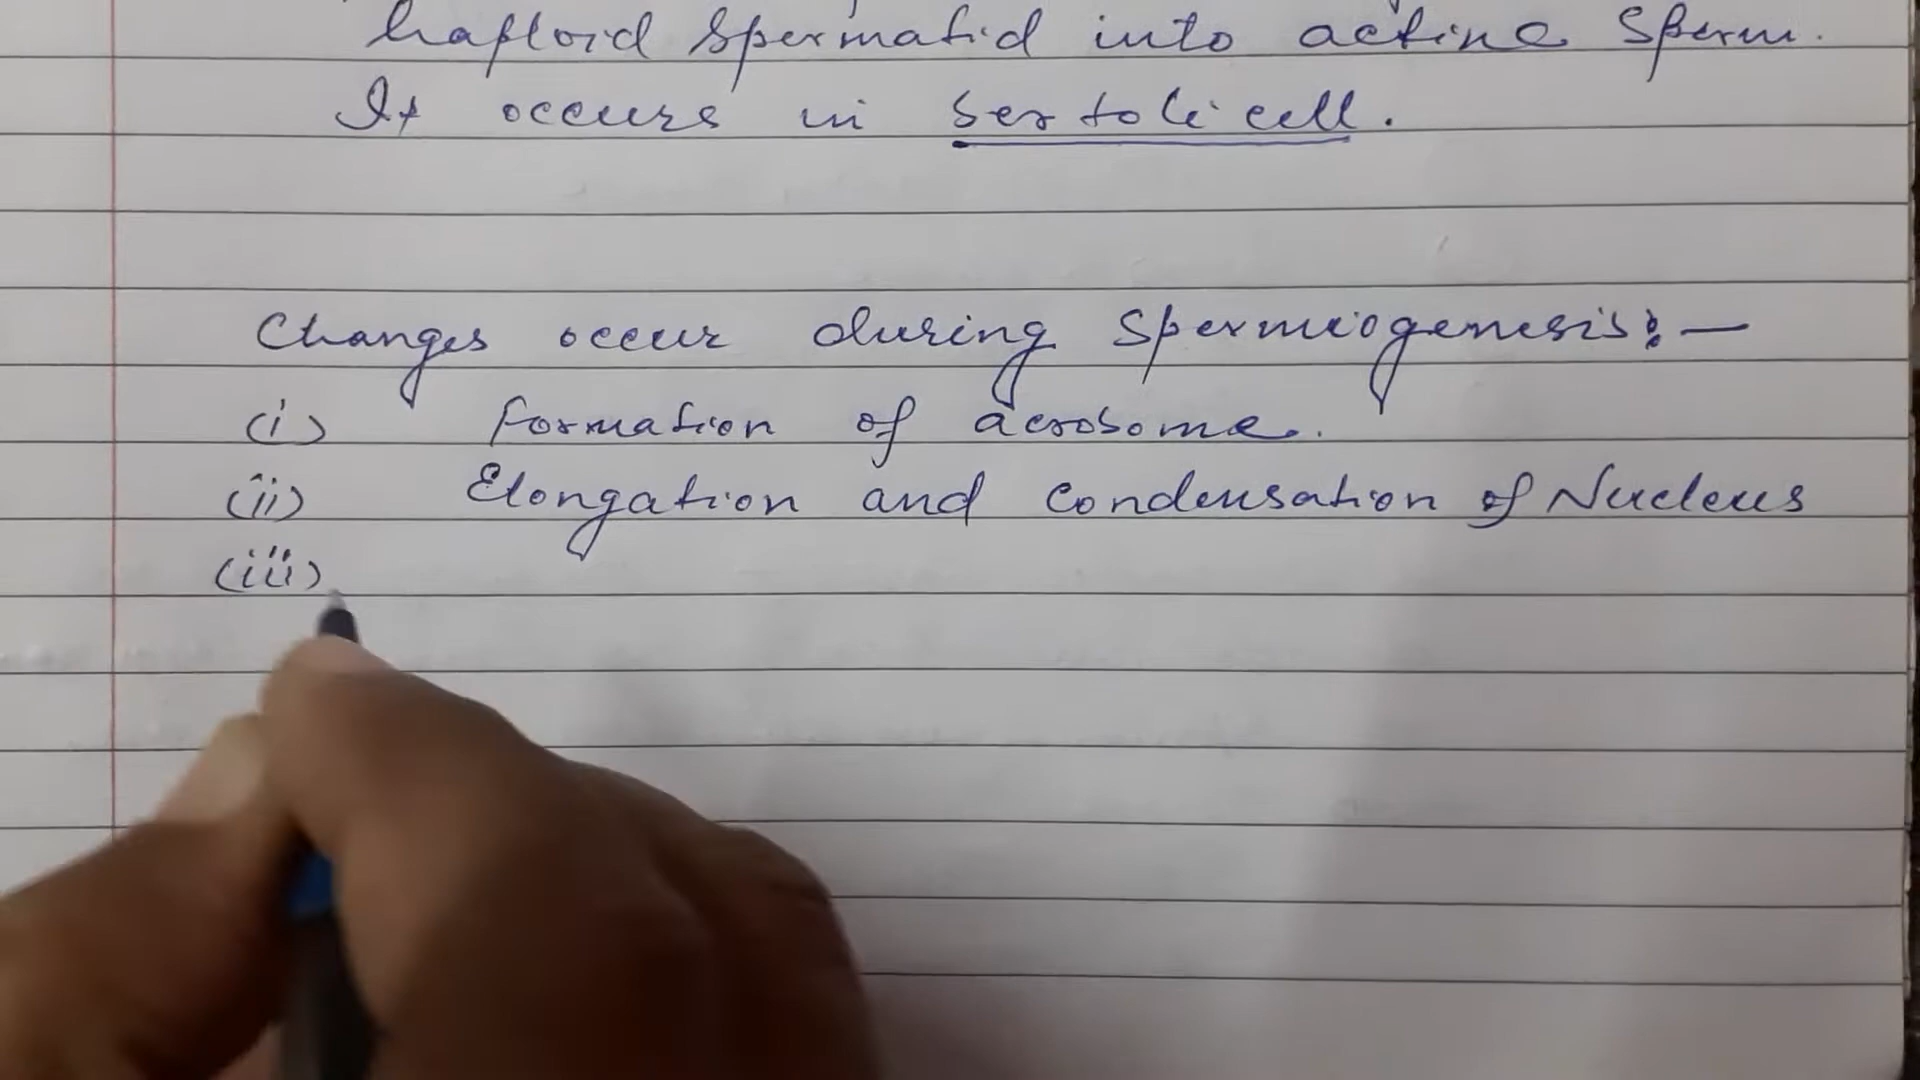 haploid spermatid into active sperm.
It occurs in sertoli cell.
Changes occur during spermiogenesis:-
(i) Formation of acrosome.
(ii) Elongation and condensation of Nucleus
(iii)